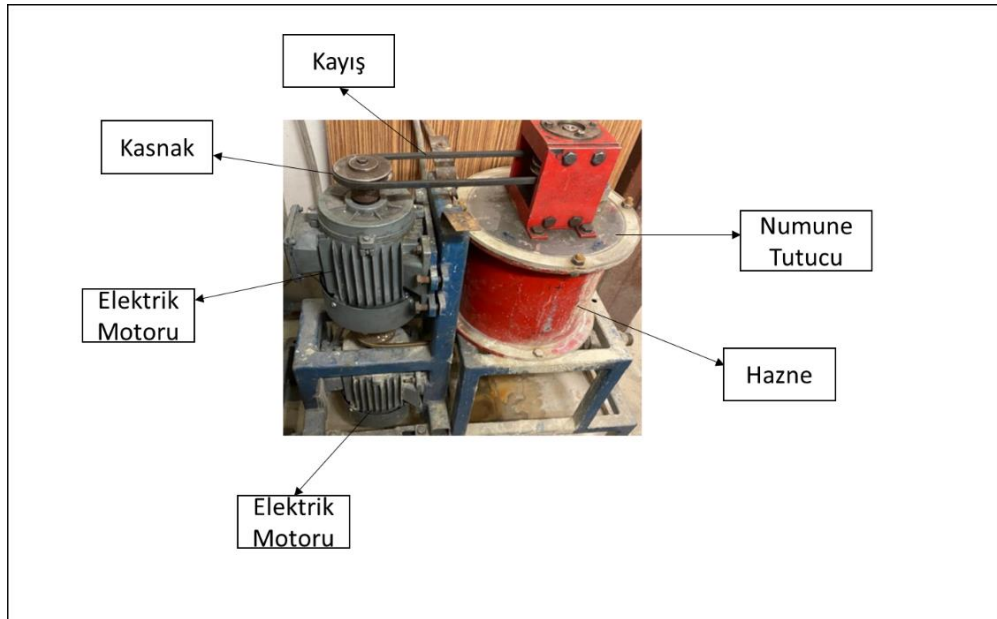 Kayış
Kasnak
Numune
Tutucu
Elektrik
Motoru
Hazne
Elektrik
Motoru